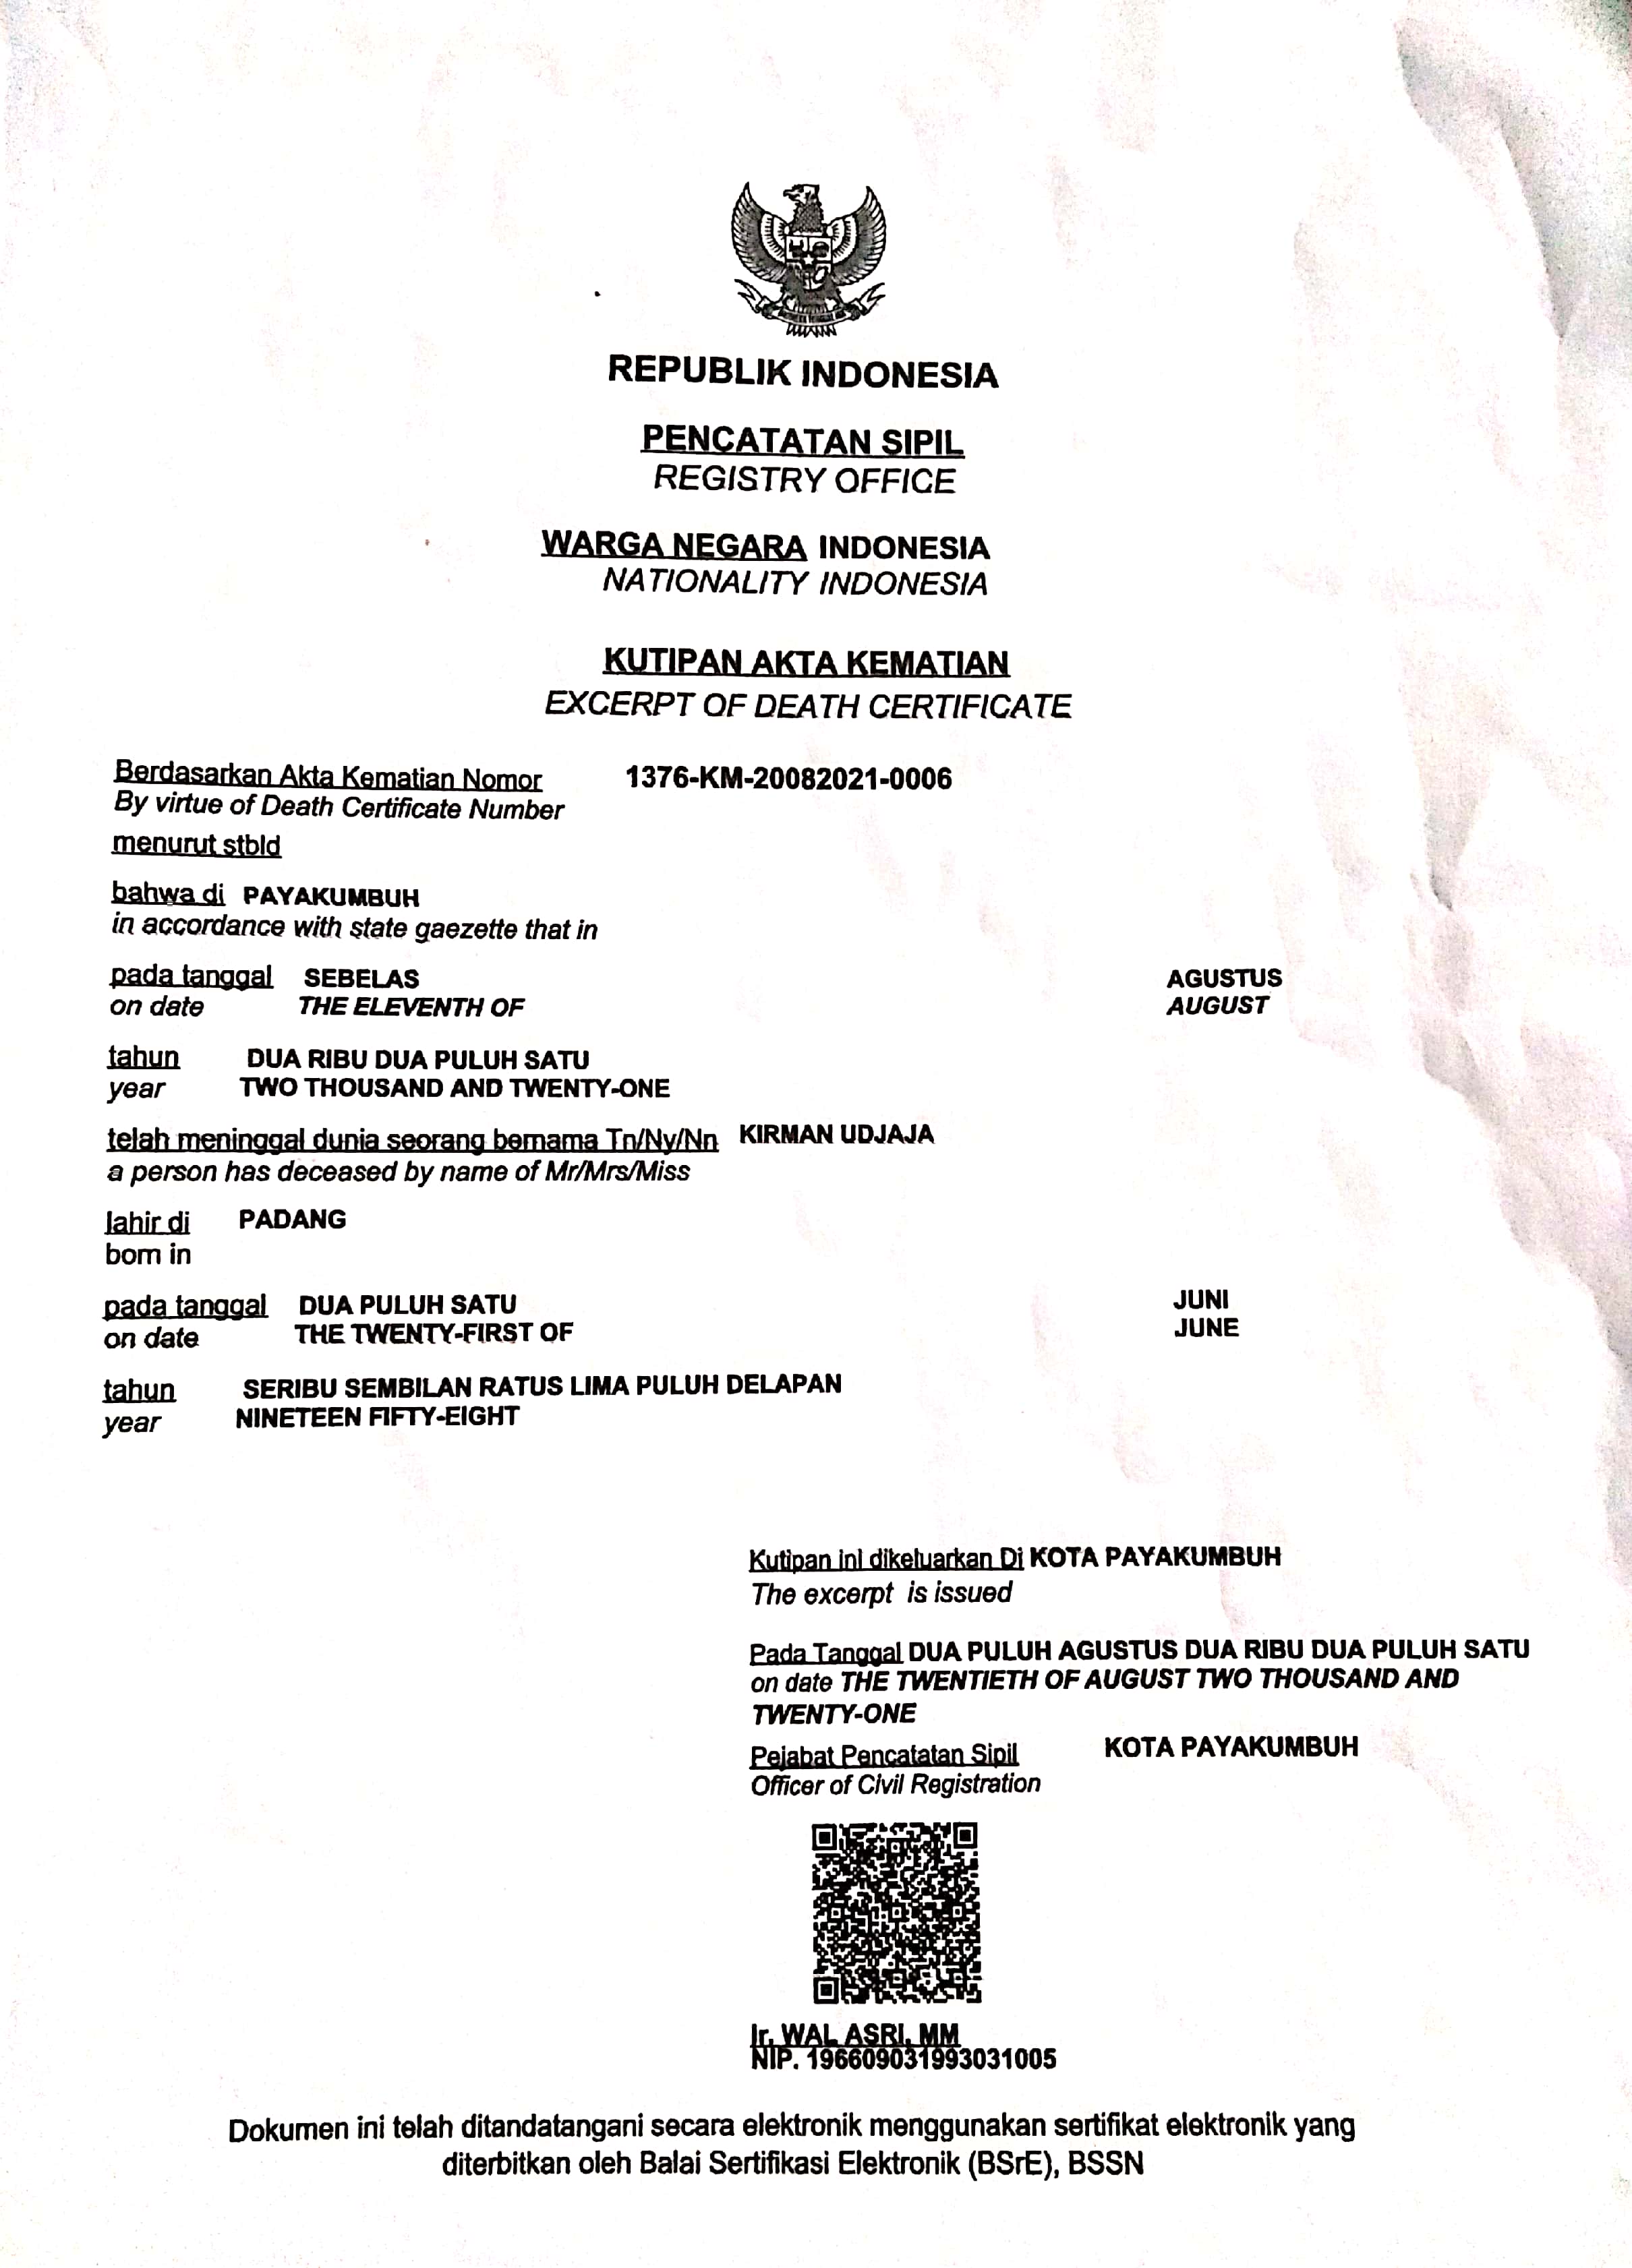 REPUBLIK INDONESIA
PENCATATAN SIPIL
REGISTRY OFFICE
WARGA NEGARA INDONESIA
NATIONALITY INDONESIA
KUTIPAN AKTA KEMATIAN
EXCERPT OF DEATH CERTIFICATE
Berdasarkan Akta Kematian Nomor 1376-KM-20082021-0006
By virtue of Death Certificate Number
menurut stbld
bahwa di PAYAKUMBUH
in accordance with state gaezette that in
pada tanggal SEBELAS AGUSTUS
on date THE ELEVENTH OF AUGUST
tahun DUA RIBU DUA PULUH SATU
year TWO THOUSAND AND TWENTY-ONE
telah meninggal dunia seorang bernama Tn/Ny/Nn KIRMAN UDJAJA
a person has deceased by name of Mr/Mrs/Miss
lahir di PADANG
born in
pada tanggal DUA PULUH SATU JUNI
on date THE TWENTY-FIRST OF JUNE
tahun SERIBU SEMBILAN RATUS LIMA PULUH DELAPAN
year NINETEEN FIFTY-EIGHT
Kutipan ini dikeluarkan Di KOTA PAYAKUMBUH
The excerpt is issued
Pada Tanggal DUA PULUH AGUSTUS DUA RIBU DUA PULUH SATU
on date THE TWENTIETH OF AUGUST TWO THOUSAND AND
TWENTY-ONE
Pejabat Pencatatan Sipil KOTA PAYAKUMBUH
Officer of Civil Registration
Ir. WAL ASRI, MM
NIP. 196609031993031005
Dokumen ini telah ditandatangani secara elektronik menggunakan sertifikat elektronik yang
diterbitkan oleh Balai Sertifikasi Elektronik (BSrE), BSSN